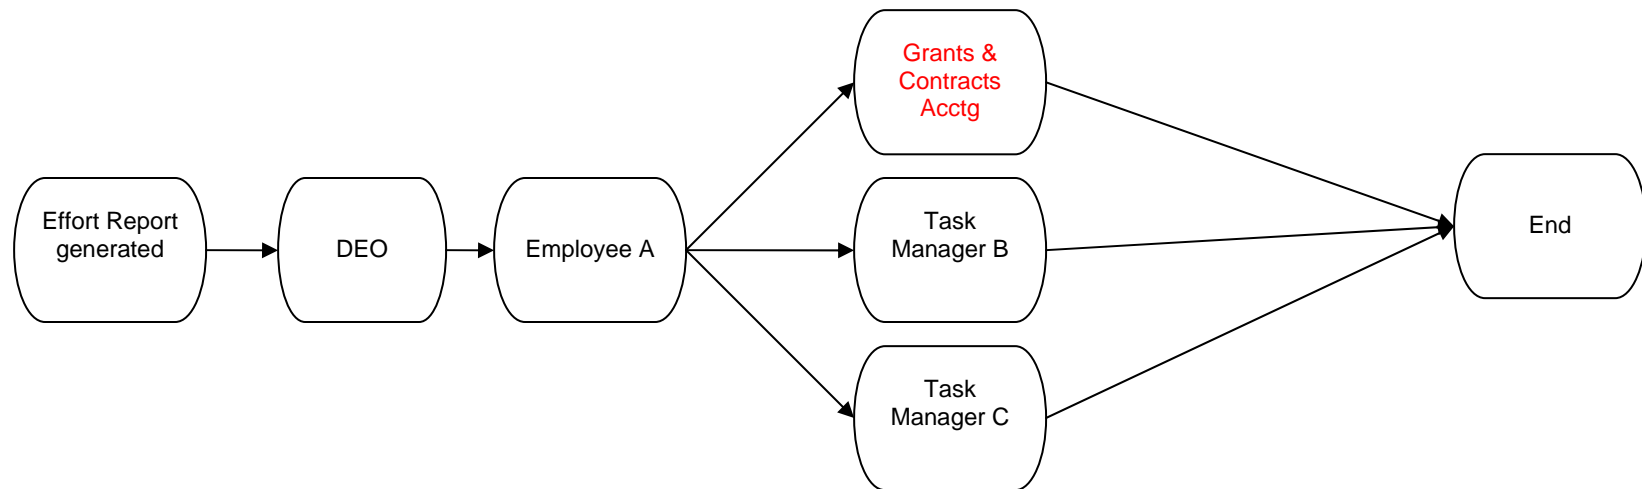 Effort Report
generated
DEO
Employee A
Grants &
Contracts
Acctg
Task
Manager B
Task
Manager C
End